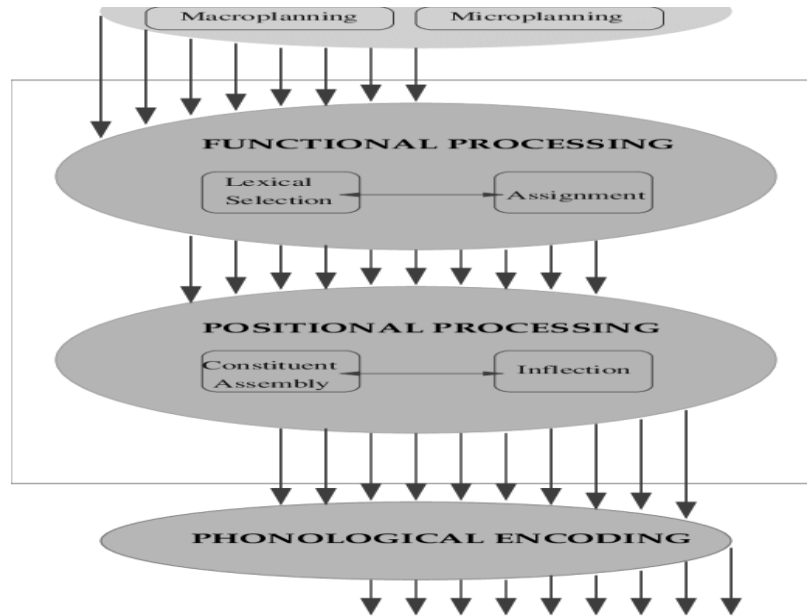 Macroplanning Microplanning
FUNCTIONAL PROCESSING
Lexical
Selection
Assignment
POSITIONAL PROCESSING
Constituent
Assembly
Inflection
PHONOLOGICAL ENCODING